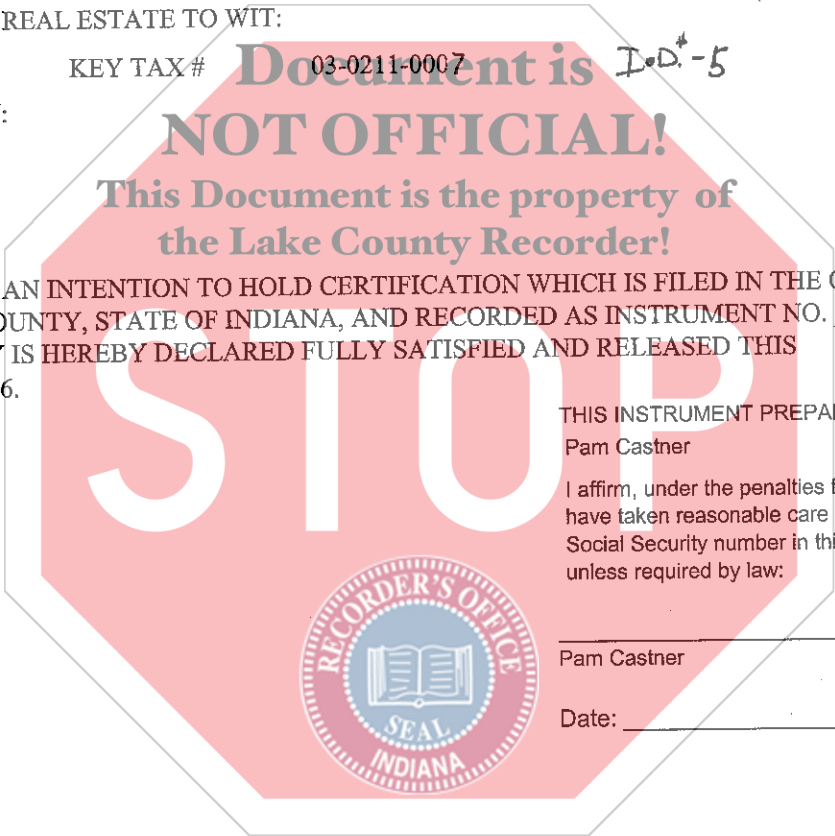 REAL ESTATE TO WIT:
KEY TAX # 03-0211-0007 I.D.#-5
:
Document is
NOT OFFICIAL!
This Document is the property of
the Lake County Recorder!
AN INTENTION TO HOLD CERTIFICATION WHICH IS FILED IN THE
OUNTY, STATE OF INDIANA, AND RECORDED AS INSTRUMENT NO.
IS HEREBY DECLARED FULLY SATISFIED AND RELEASED THIS
6.
STOP
THIS INSTRUMENT PREPA
Pam Castner
I affirm, under the penalties f
have taken reasonable care
Social Security number in thi
unless required by law:
Pam Castner
Date:
RECORDER'S OFFICE
SEAL
INDIANA